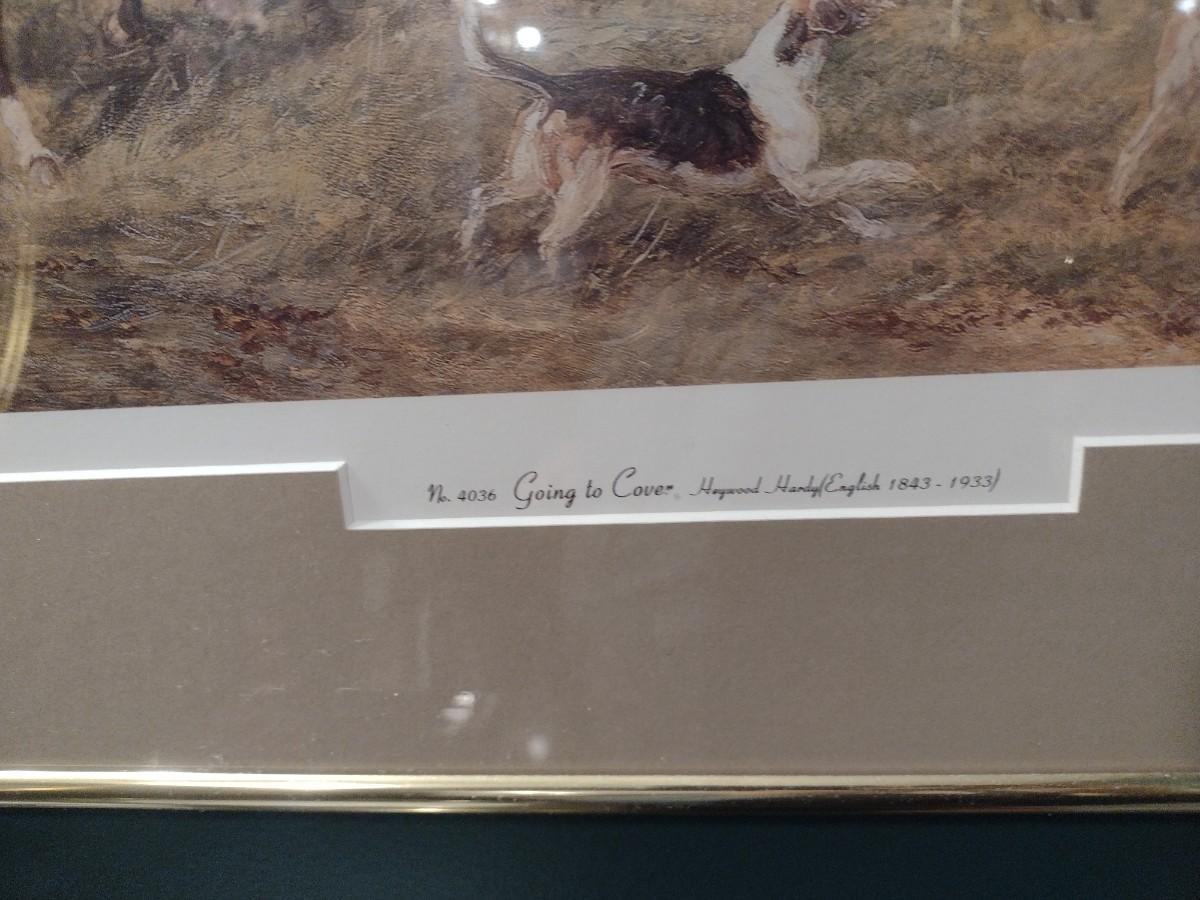 No. 4036 Going to Cover Heywood Hardy(English 1843 - 1933)